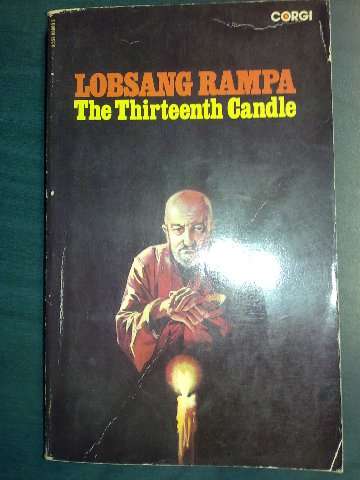 CORGI
LOBSANG RAMPA
The Thirteenth Candle